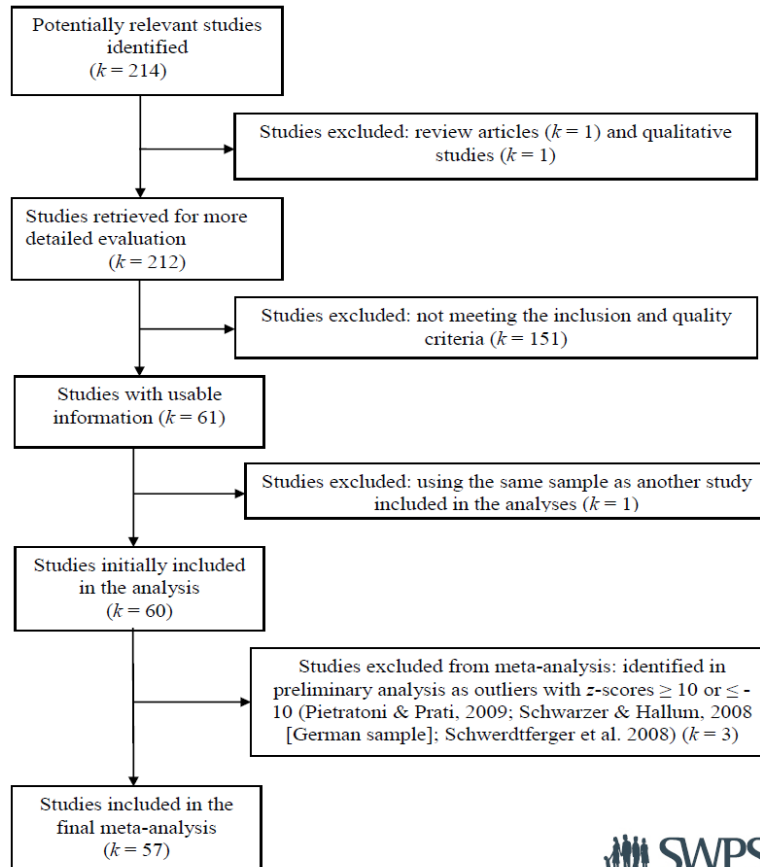 Potentially relevant studies
identified
(k = 214)
Studies excluded: review articles (k = 1) and qualitative
studies (k = 1)
Studies retrieved for more
detailed evaluation
(k = 212)
Studies excluded: not meeting the inclusion and quality
criteria (k = 151)
Studies with usable
information (k = 61)
Studies excluded: using the same sample as another study
included in the analyses (k = 1)
Studies initially included
in the analysis
(k = 60)
Studies excluded from meta-analysis: identified in
preliminary analysis as outliers with z-scores ≥ 10 or ≤ -
10 (Pietratoni & Prati, 2009; Schwarzer & Hallum, 2008
[German sample]; Schwerdtferger et al. 2008) (k = 3)
Studies included in the
final meta-analysis
(k = 57)
SWPS